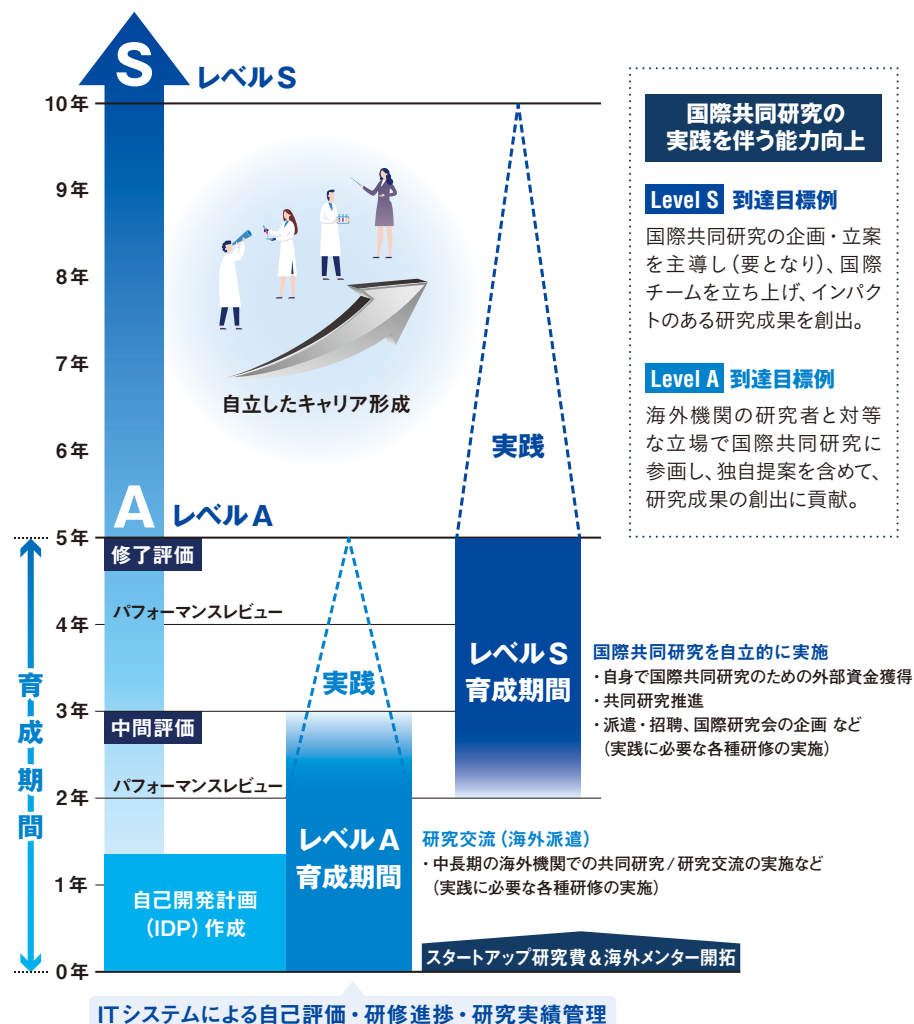 S
レベルS
10年
9年
8年
7年
6年
5年
4年
3年
2年
1年
0年
自立したキャリア形成
実践
A
レベルA
修了評価
パフォーマンスレビュー
中間評価
パフォーマンスレビュー
育成期間
自己開発計画
(IDP)作成
実践
レベルA
育成期間
レベルS
育成期間
国際共同研究の
実践を伴う能力向上
Level S 到達目標例
国際共同研究の企画・立案
を主導し(要となり)、国際
チームを立ち上げ、インパク
トのある研究成果を創出。
Level A 到達目標例
海外機関の研究者と対等
な立場で国際共同研究に
参画し、独自提案を含めて、
研究成果の創出に貢献。
国際共同研究を自立的に実施
・自身で国際共同研究のための外部資金獲得
・共同研究推進
・派遣・招聘、国際研究会の企画 など
(実践に必要な各種研修の実施)
研究交流(海外派遣)
・中長期の海外機関での共同研究/研究交流の実施など
(実践に必要な各種研修の実施)
スタートアップ研究費&海外メンター開拓
ITシステムによる自己評価・研修進捗・研究実績管理